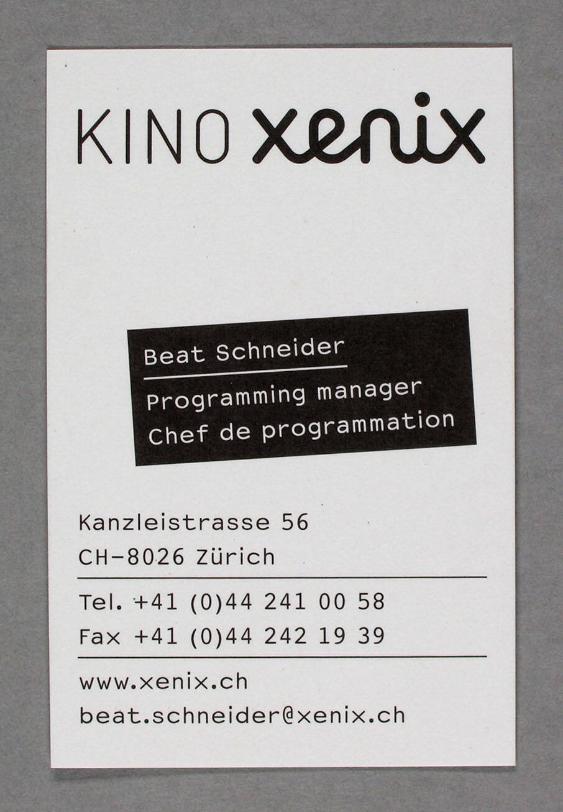 KINO xenix
Beat Schneider
Programming manager
Chef de programmation
Kanzleistrasse 56
CH-8026 Zürich
Tel. +41 (0)44 241 00 58
Fax +41 (0)44 242 19 39
www.xenix.ch
beat.schneider@xenix.ch